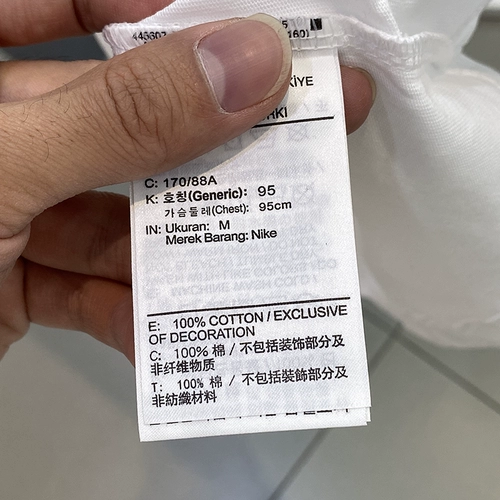 KİYE
C: 170/88A
K: 호칭(Generic): 95
가슴둘레(Chest): 95cm
IN: Ukuran: M
Merek Barang: Nike
E: 100% COTTON / EXCLUSIVE
OF DECORATION
C: 100% 棉 / 不包括装饰部分及
非纤维物质
T: 100% 棉 / 不包括裝飾部分及
非紡織材料